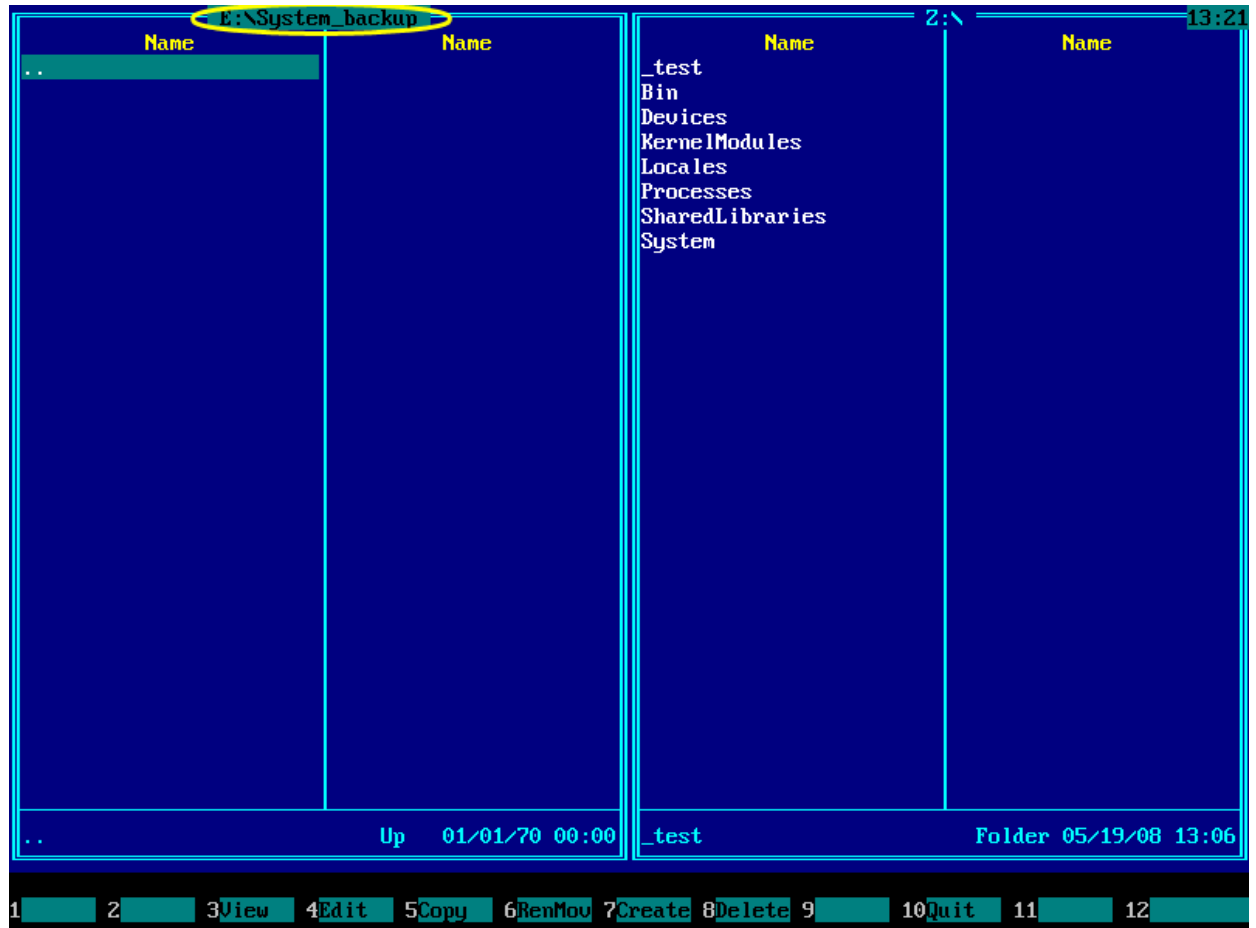 E:\System_backup Z:\ 13:21
Name Name Name Name
.. _test
Bin
Devices
KernelModules
Locales
Processes
SharedLibraries
System
.. Up 01/01/70 00:00 _test Folder 05/19/08 13:06
1 2 3View 4Edit 5Copy 6RenMov 7Create 8Delete 9 10Quit 11 12